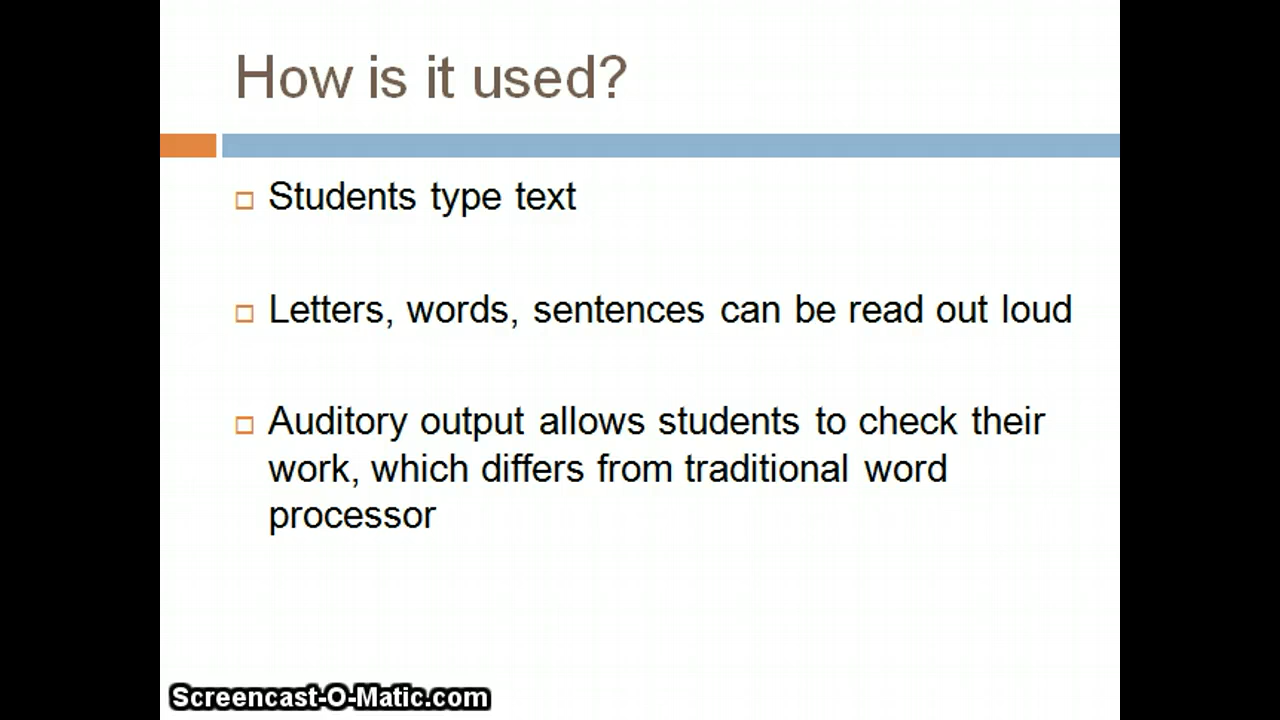 How is it used?
Students type text
Letters, words, sentences can be read out loud
Auditory output allows students to check their
work, which differs from traditional word
processor
Screencast-O-Matic.com